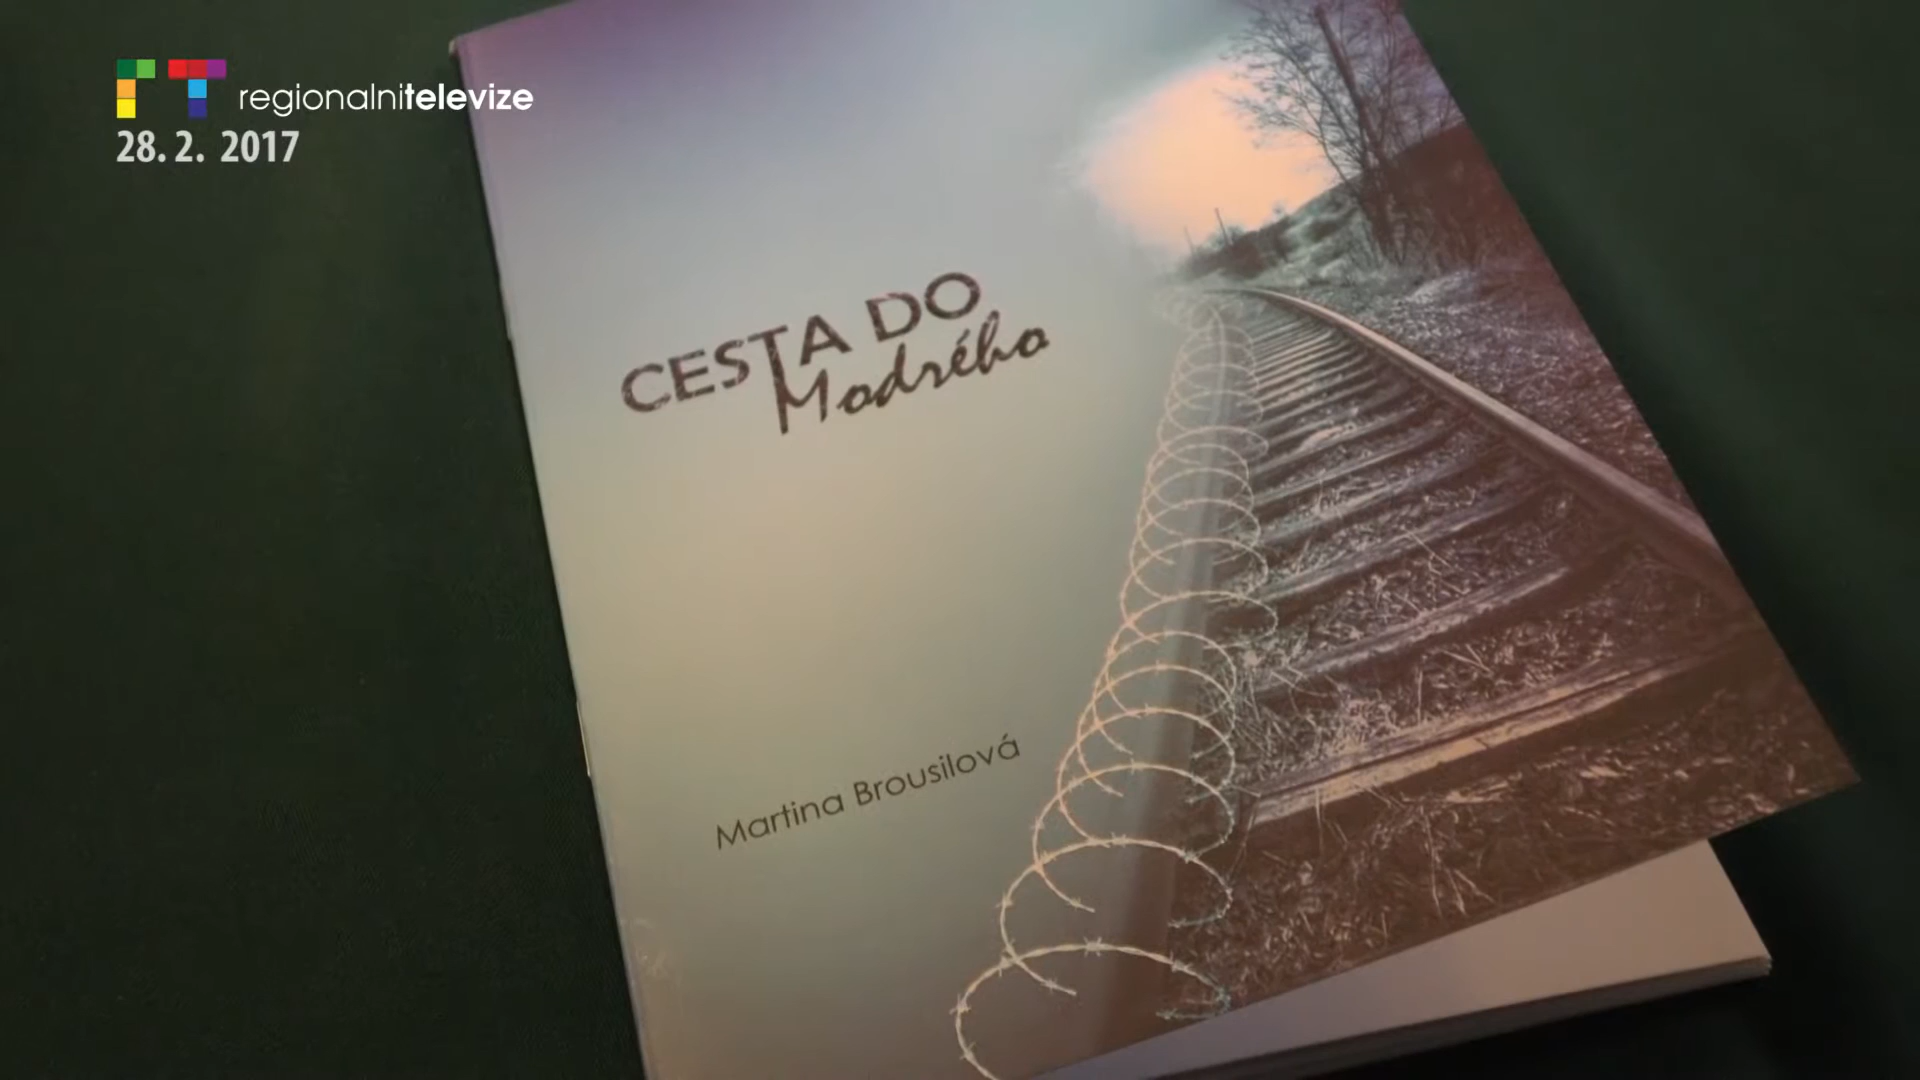 regionalnitelevize
28. 2. 2017
CESTA DO
Modrého
Martina Brousilová